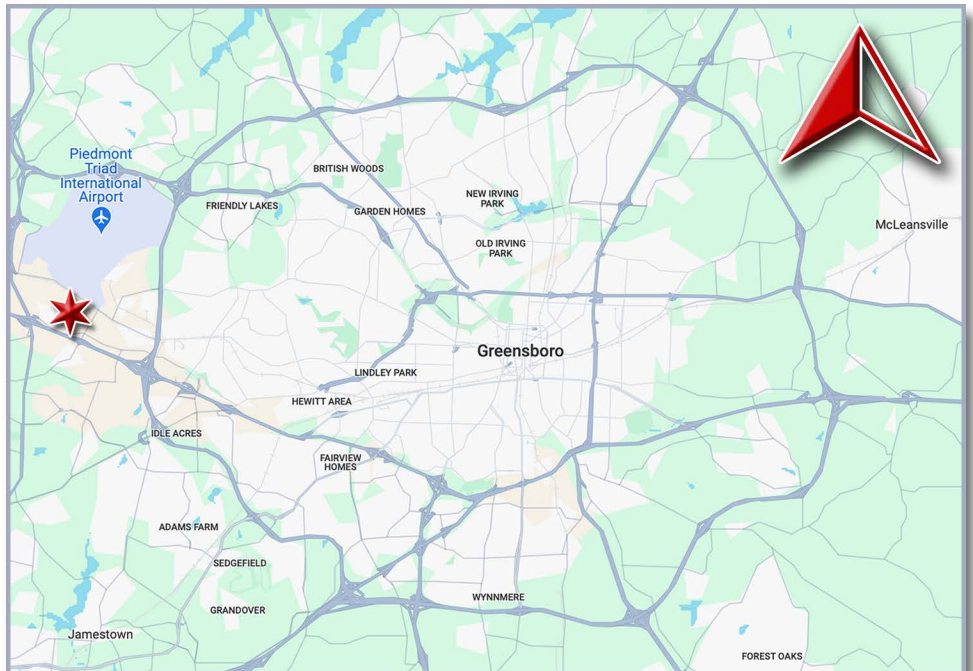 Piedmont
Triad
International
Airport
BRITISH WOODS
FRIENDLY LAKES
GARDEN HOMES
NEW IRVING
PARK
OLD IRVING
PARK
McLeansville
Greensboro
LINDLEY PARK
HEWITT AREA
IDLE ACRES
FAIRVIEW
HOMES
ADAMS FARM
SEDGEFIELD
GRANDOVER
WYNNMERE
Jamestown
FOREST OAKS